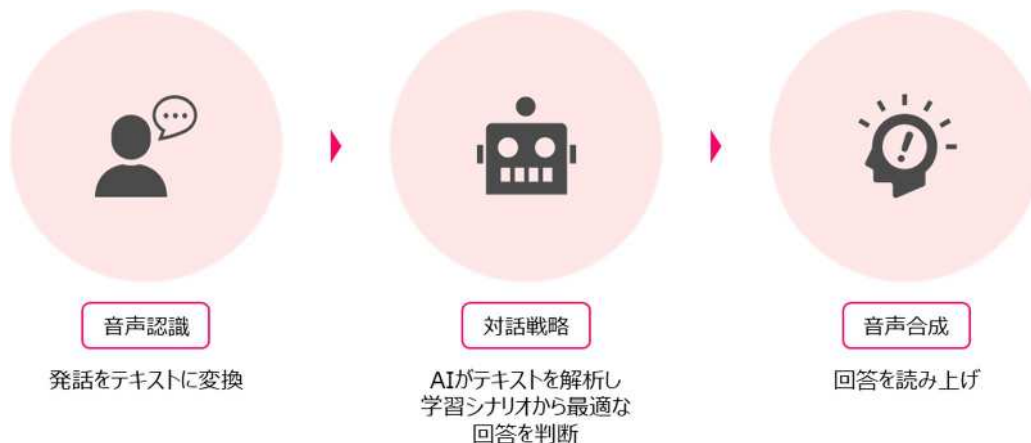 音声認識
発話をテキストに変換
対話戦略
AIがテキストを解析し
学習シナリオから最適な
回答を判断
音声合成
回答を読み上げ